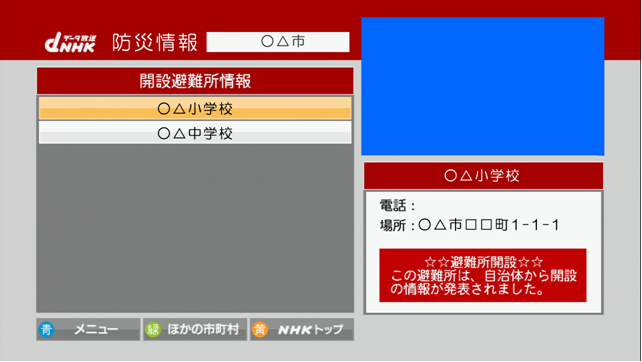 データ放送
dNHK 防災情報 〇△市
開設避難所情報
〇△小学校
〇△中学校
〇△小学校
電話：
場所：〇△市□□町1-1-1
☆☆避難所開設☆☆
この避難所は、自治体から開設
の情報が発表されました。
青 メニュー 緑 ほかの市町村 黄 NHKトップ